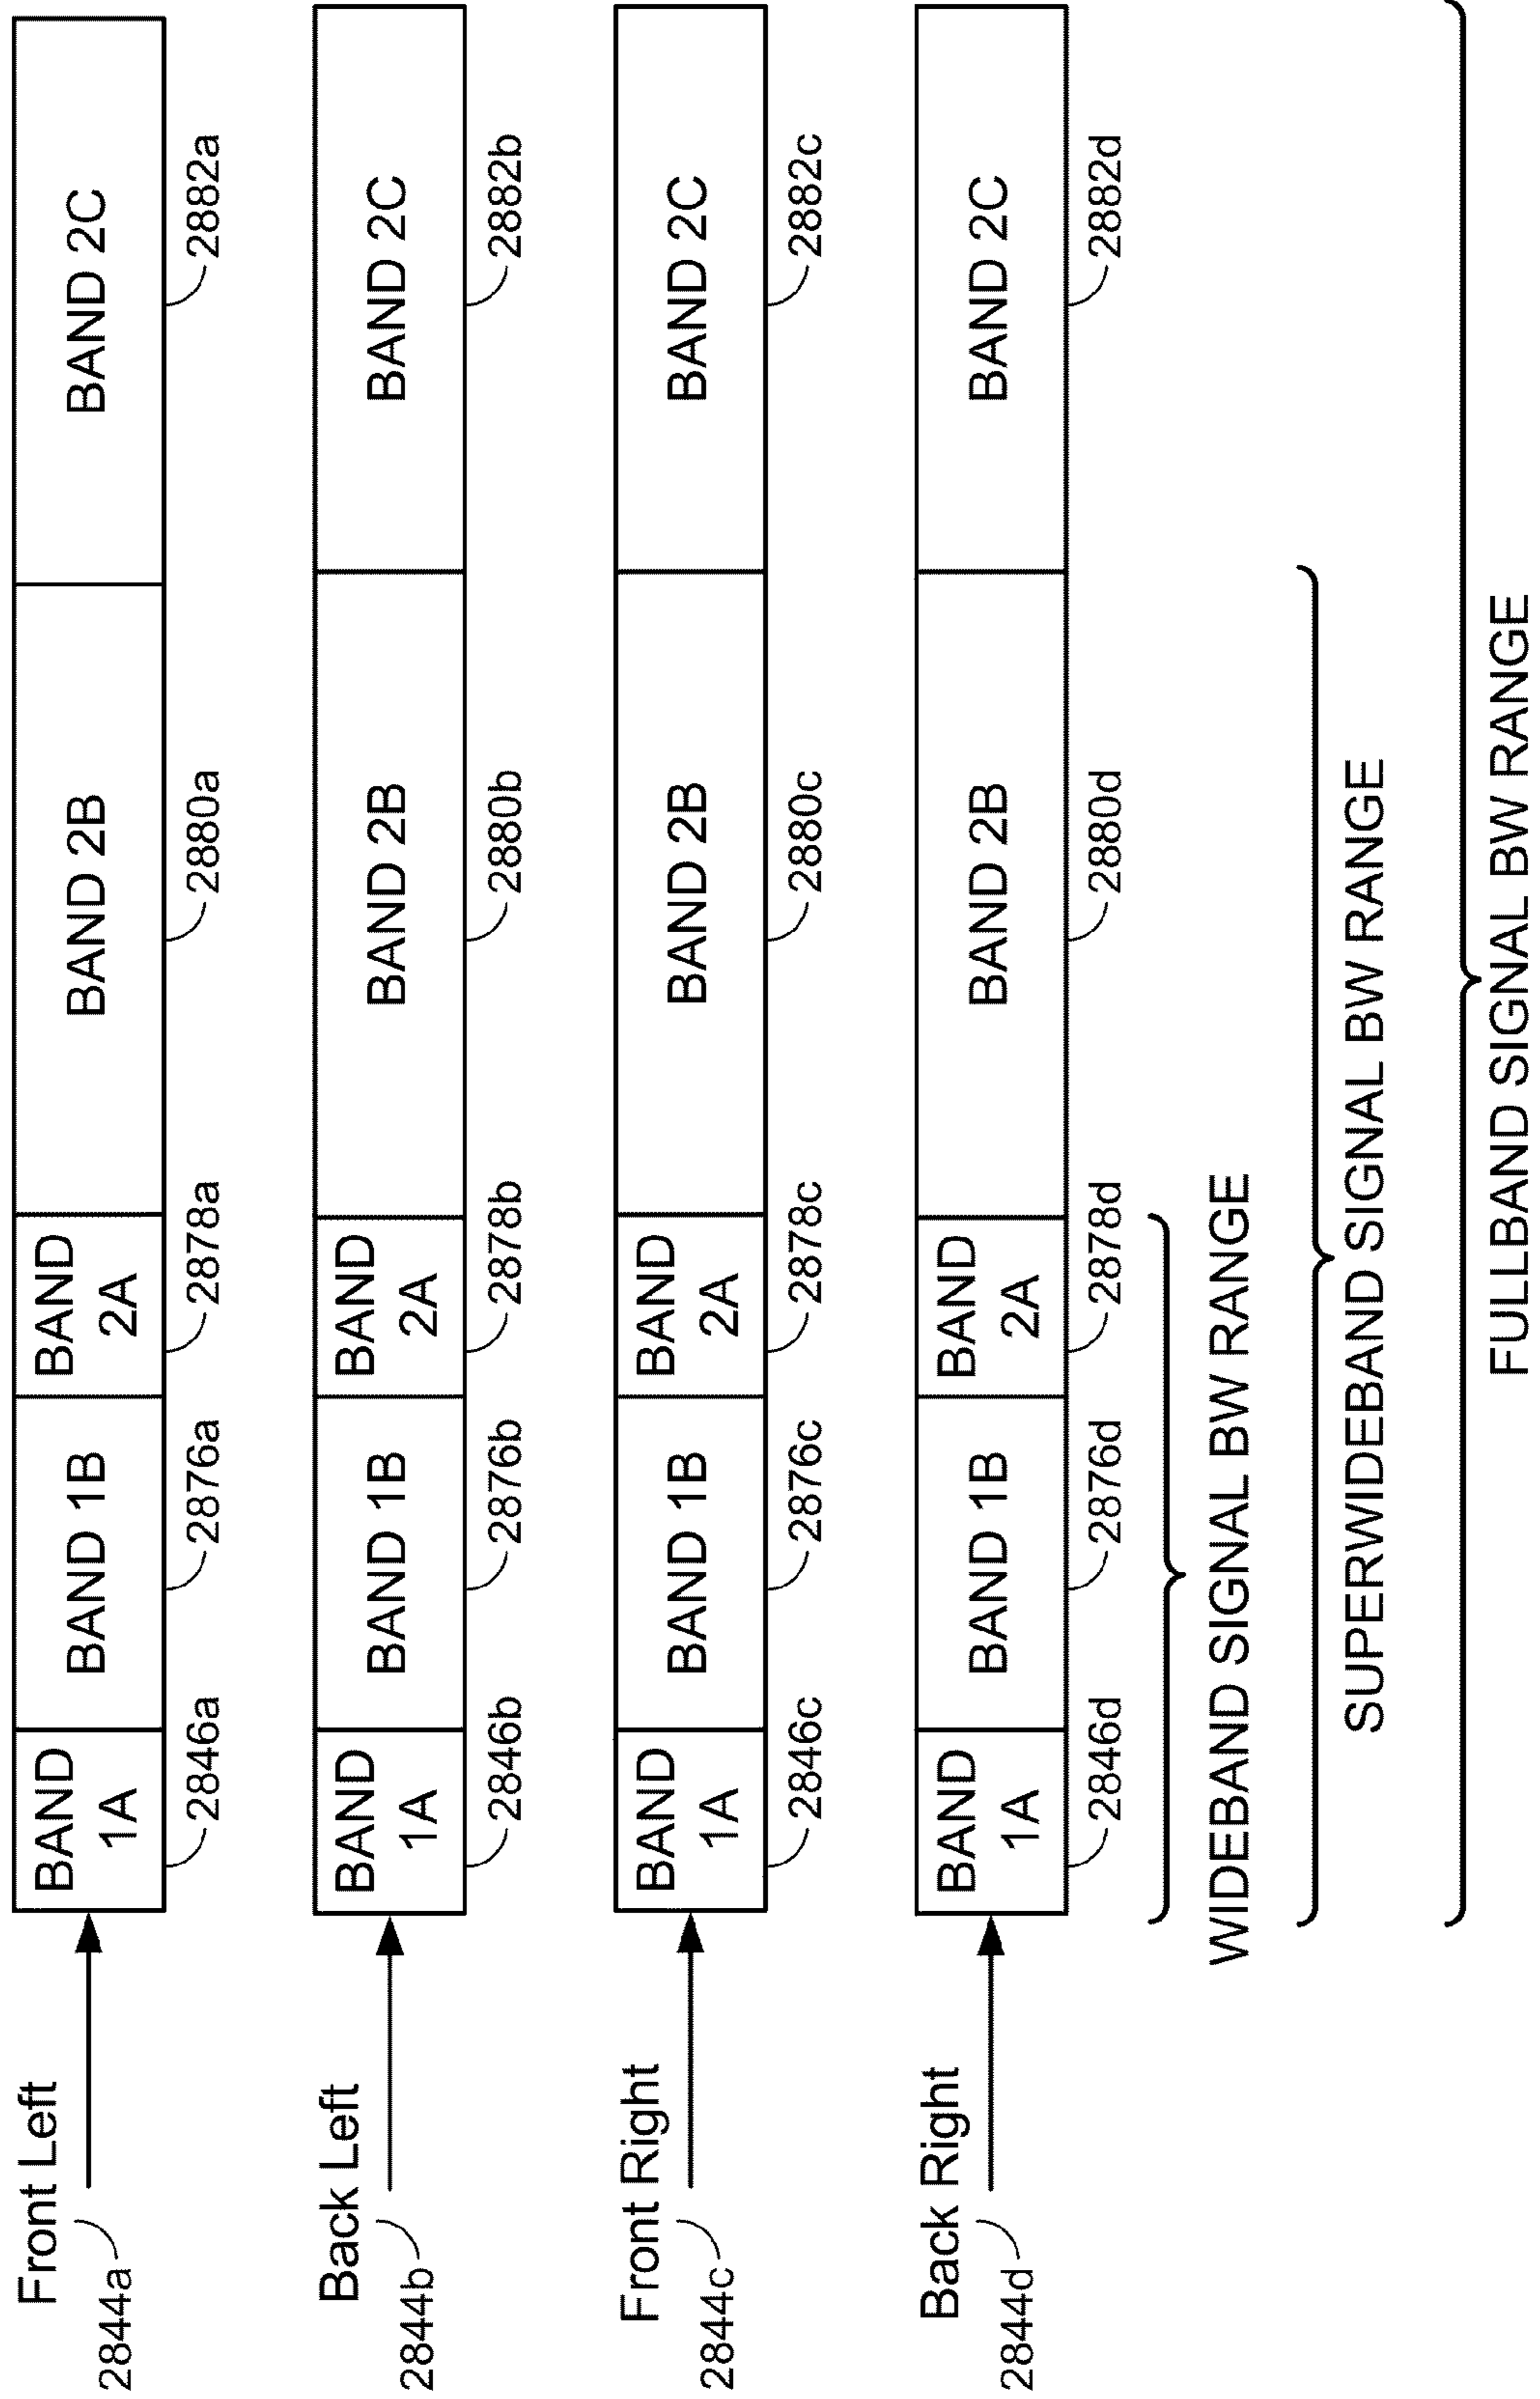 Front Left
2844a
BAND
1A
BAND 1B
BAND
2A
BAND 2B
BAND 2C
2846a
2876a
2878a
2880a
2882a
Back Left
2844b
BAND
1A
BAND 1B
BAND
2A
BAND 2B
BAND 2C
2846b
2876b
2878b
2880b
2882b
Front Right
2844c
BAND
1A
BAND 1B
BAND
2A
BAND 2B
BAND 2C
2846c
2876c
2878c
2880c
2882c
Back Right
2844d
BAND
1A
BAND 1B
BAND
2A
BAND 2B
BAND 2C
2846d
2876d
2878d
2880d
2882d
WIDEBAND SIGNAL BW RANGE
SUPERWIDEBAND SIGNAL BW RANGE
FULLBAND SIGNAL BW RANGE